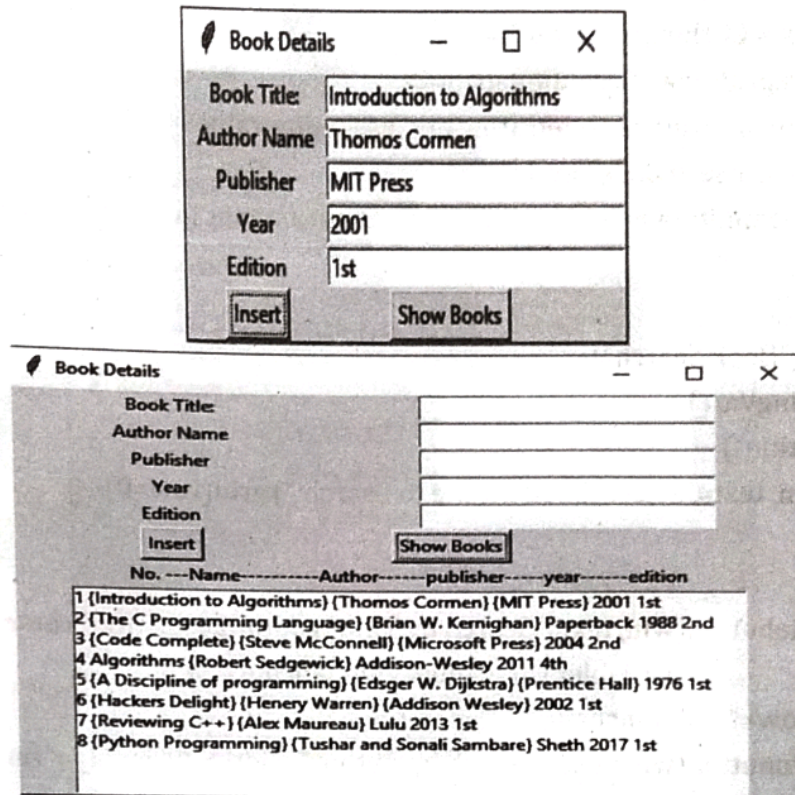 Book Details
Book Title:
Introduction to Algorithms
Author Name
Thomos Cormen
Publisher
MIT Press
Year
2001
Edition
1st
Insert
Show Books
Book Details
Book Title:
Author Name
Publisher
Year
Edition
Insert
Show Books
No. ---Name----------Author------publisher-----year------edition
1 {Introduction to Algorithms} {Thomos Cormen} {MIT Press} 2001 1st
2 {The C Programming Language} {Brian W. Kernighan} Paperback 1988 2nd
3 {Code Complete} {Steve McConnell} {Microsoft Press} 2004 2nd
4 Algorithms {Robert Sedgewick} Addison-Wesley 2011 4th
5 {A Discipline of programming} {Edsger W. Dijkstra} {Prentice Hall} 1976 1st
6 {Hackers Delight} {Henery Warren} {Addison Wesley} 2002 1st
7 {Reviewing C++} {Alex Maureau} Lulu 2013 1st
8 {Python Programming} {Tushar and Sonali Sambare} Sheth 2017 1st